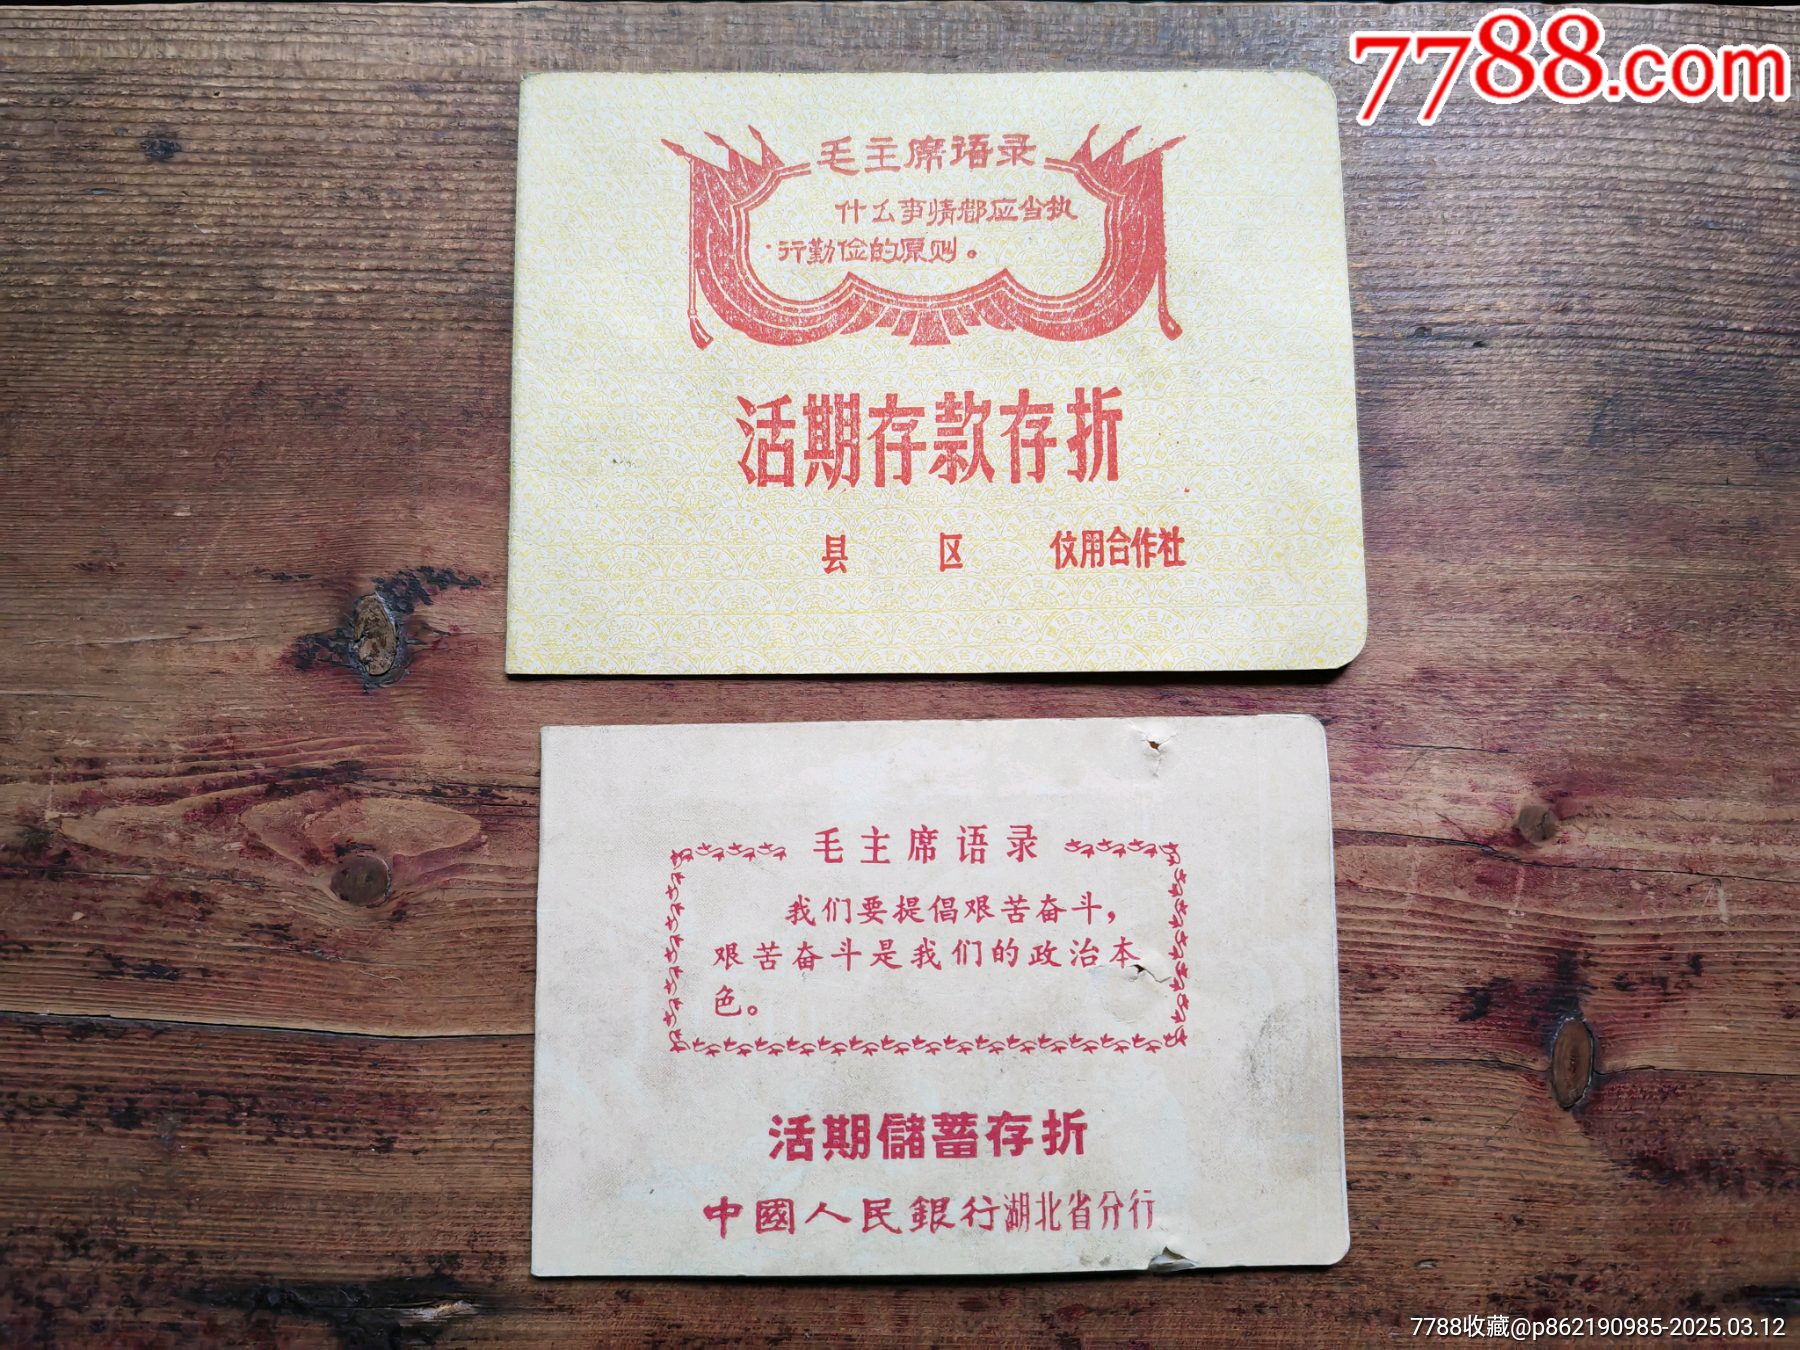 7788.com
毛主席语录
什么事情都应当执
行勤俭的原则。
活期存款存折
县 区 信用合作社
毛主席语录
我们要提倡艰苦奋斗，
艰苦奋斗是我们的政治本
色。
活期儲蓄存折
中國人民銀行湖北省分行
7788收藏@p862190985-2025.03.12